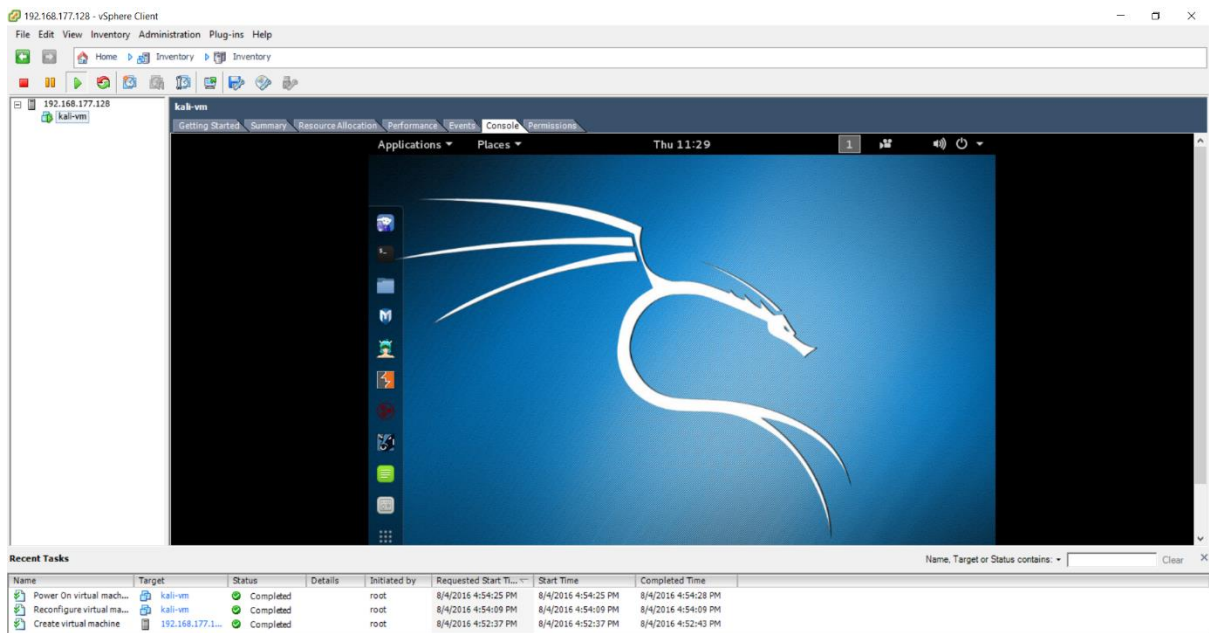 192.168.177.128 - vSphere Client
File Edit View Inventory Administration Plug-ins Help
Home Inventory Inventory
192.168.177.128
kali-vm
kali-vm
Getting Started Summary Resource Allocation Performance Events Console Permissions
Applications Places Thu 11:29 1
Recent Tasks Name, Target or Status contains: Clear
Name Target Status Details Initiated by Requested Start Ti... Start Time Completed Time
Power On virtual mach... kali-vm Completed root 8/4/2016 4:54:25 PM 8/4/2016 4:54:25 PM 8/4/2016 4:54:28 PM
Reconfigure virtual ma... kali-vm Completed root 8/4/2016 4:54:09 PM 8/4/2016 4:54:09 PM 8/4/2016 4:54:09 PM
Create virtual machine 192.168.177.1... Completed root 8/4/2016 4:52:37 PM 8/4/2016 4:52:37 PM 8/4/2016 4:52:43 PM